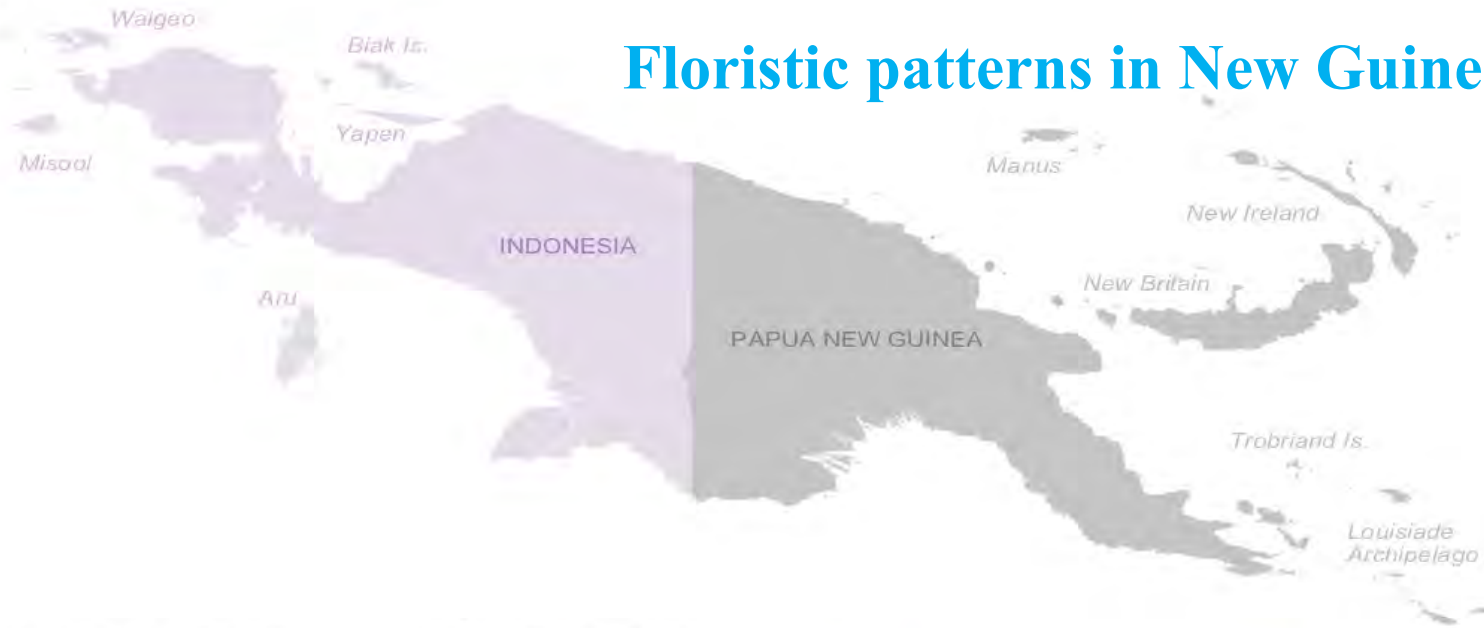 Waigeo
Biak Is.
Floristic patterns in New Guine
Yapen
Misool
Manus
New Ireland
INDONESIA
Aru
New Britain
PAPUA NEW GUINEA
Trobriand Is.
Louisiade
Archipelago